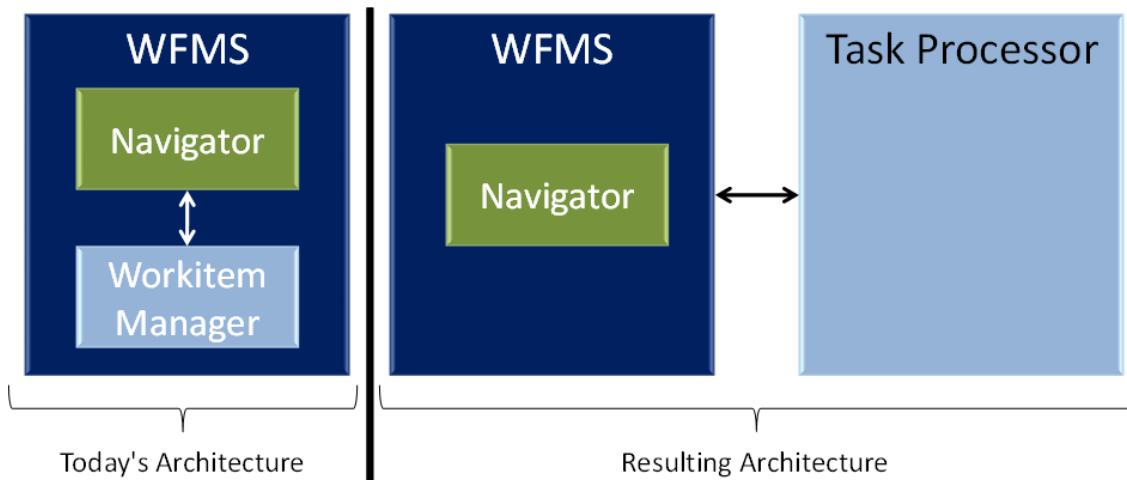 WFMS
Navigator
Workitem
Manager
Today's Architecture
WFMS
Navigator
Task Processor
Resulting Architecture